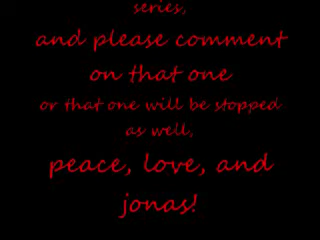 series,
and please comment
on that one
or that one will be stopped
as well,
peace, love, and
jonas!